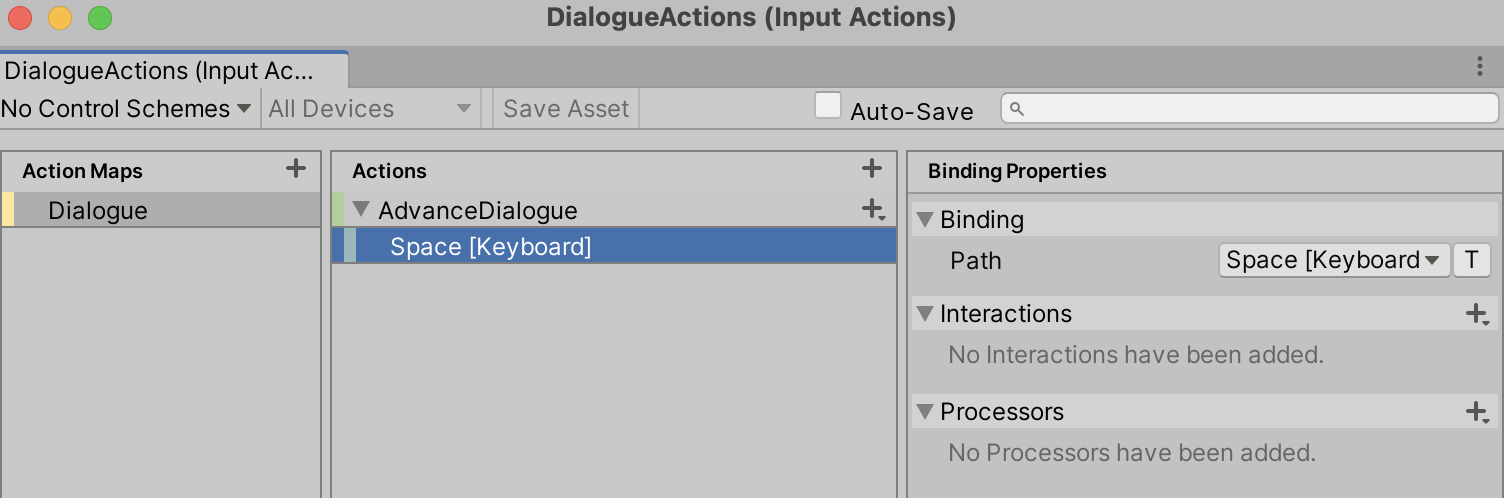 DialogueActions (Input Actions)
DialogueActions (Input Ac...
No Control Schemes All Devices Save Asset Auto-Save
Action Maps
Dialogue
Actions
AdvanceDialogue
Space [Keyboard]
Binding Properties
Binding
Path Space [Keyboard T
Interactions
No Interactions have been added.
Processors
No Processors have been added.